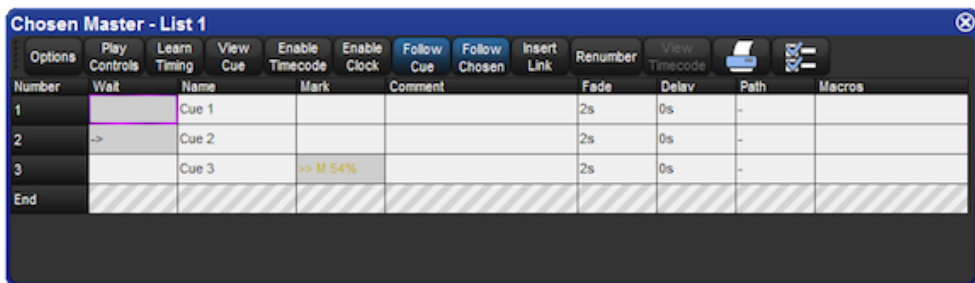 Chosen Master - List 1
Options Play Controls Learn Timing View Cue Enable Timecode Enable Clock Follow Cue Follow Chosen Insert Link Renumber View Timecode
Number Wait Name Mark Comment Fade Delay Path Macros
1 Cue 1 2s 0s -
2 -> Cue 2 2s 0s -
3 Cue 3 >> M 54% 2s 0s -
End